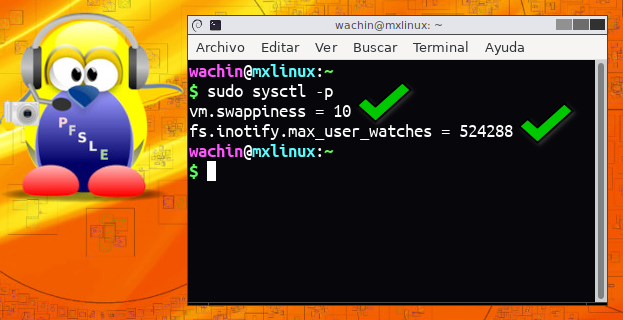 PFSLE
wachin@mxlinux: ~
Archivo Editar Ver Buscar Terminal Ayuda
wachin@mxlinux:~
$ sudo sysctl -p
vm.swappiness = 10
fs.inotify.max_user_watches = 524288
wachin@mxlinux:~
$